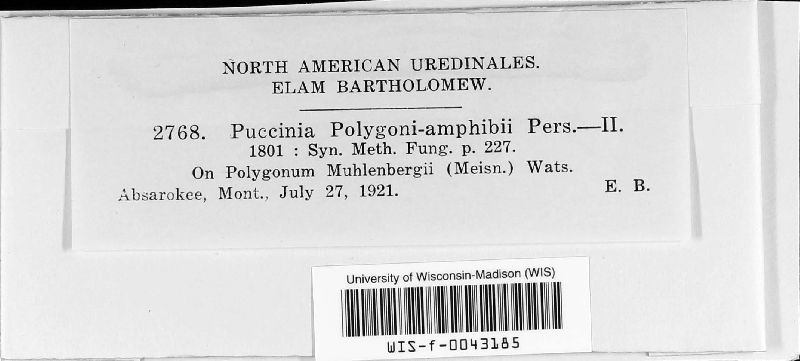 NORTH AMERICAN UREDINALES.
ELAM BARTHOLOMEW.
2768. Puccinia Polygoni-amphibii Pers.—II.
1801 : Syn. Meth. Fung. p. 227.
On Polygonum Muhlenbergii (Meisn.) Wats.
Absarokee, Mont., July 27, 1921. E. B.
University of Wisconsin-Madison (WIS)
WIS-f-0043185